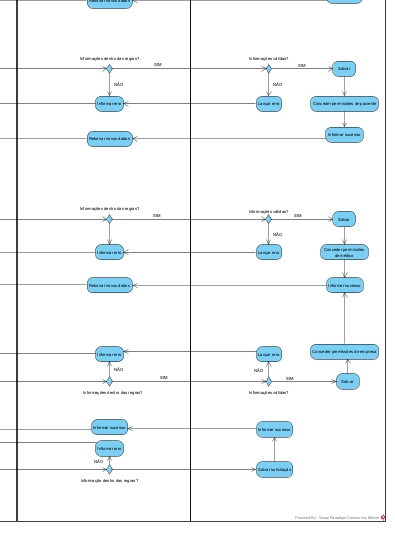 Retornar novos dados
Informações dentro das regras?
SIM
Informações válidas?
SIM
Salvar
NÃO
NÃO
Informar erro
Lançar erro
Conceder permissões de paciente
Retornar novos dados
Informar sucesso
Informações dentro das regras?
SIM
Informações válidas?
SIM
Salvar
NÃO
Informar erro
Lançar erro
Conceder permissões
de médico
Retornar novos dados
Informar sucesso
Informar erro
Lançar erro
Conceder permissões de empresa
NÃO
SIM
NÃO
SIM
Salvar
Informações dentro das regras?
Informações válidas?
Informar sucesso
Informar sucesso
Informar erro
NÃO
Salvar solicitação
Informação dentro das regras?
Powered By Visual Paradigm Community Edition